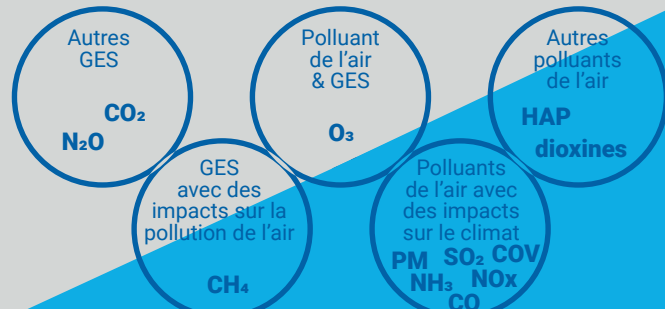 Autres
GES
CO₂
N₂O
Polluant
de l'air
& GES
O₃
Autres
polluants
de l'air
HAP
dioxines
GES
avec des
impacts sur la
pollution de l'air
CH₄
Polluants
de l'air avec
des impacts
sur le climat
PM SO₂ COV
NH₃ NOx
CO